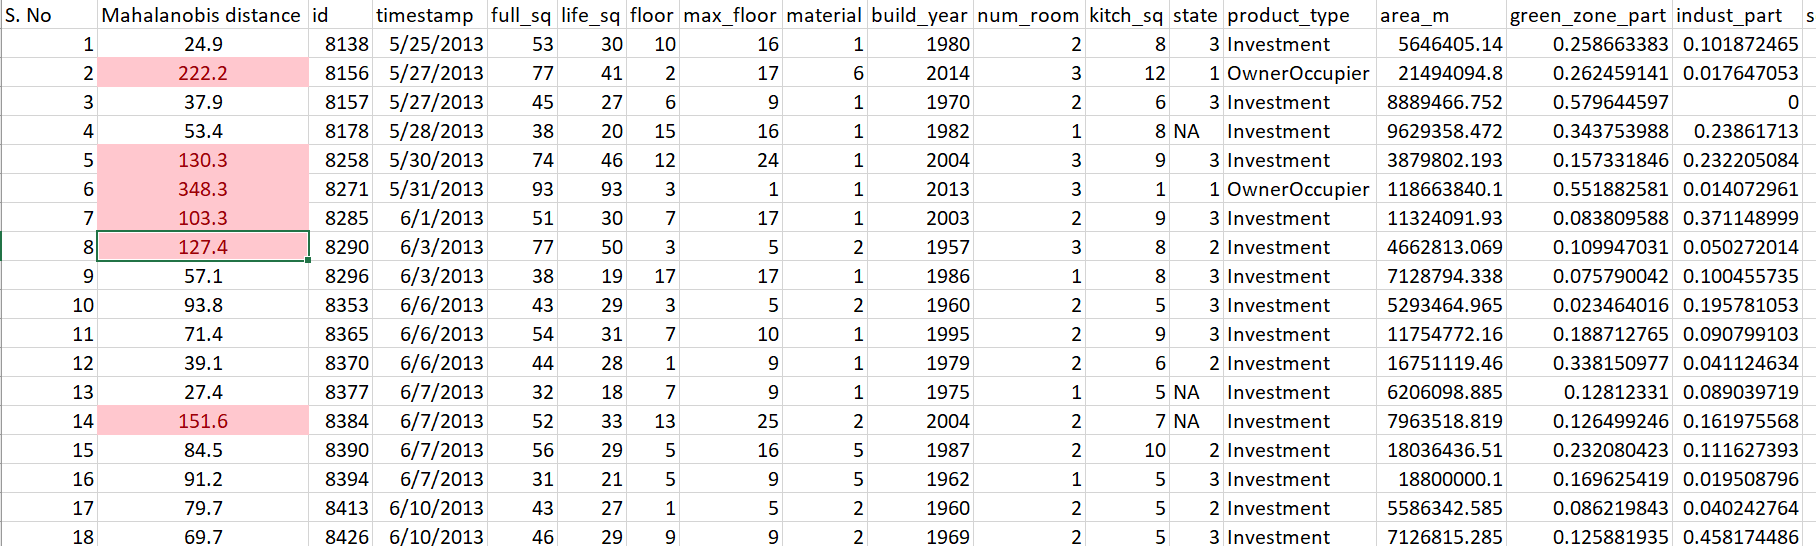 S. No Mahalanobis distance id timestamp full_sq life_sq floor max_floor material build_year num_room kitch_sq state product_type area_m green_zone_part indust_part s
1 24.9 8138 5/25/2013 53 30 10 16 1 1980 2 8 3 Investment 5646405.14 0.258663383 0.101872465
2 222.2 8156 5/27/2013 77 41 2 17 6 2014 3 12 1 OwnerOccupier 21494094.8 0.262459141 0.017647053
3 37.9 8157 5/27/2013 45 27 6 9 1 1970 2 6 3 Investment 8889466.752 0.579644597 0
4 53.4 8178 5/28/2013 38 20 15 16 1 1982 1 8 NA Investment 9629358.472 0.343753988 0.23861713
5 130.3 8258 5/30/2013 74 46 12 24 1 2004 3 9 3 Investment 3879802.193 0.157331846 0.232205084
6 348.3 8271 5/31/2013 93 93 3 1 1 2013 3 1 1 OwnerOccupier 118663840.1 0.551882581 0.014072961
7 103.3 8285 6/1/2013 51 30 7 17 1 2003 2 9 3 Investment 11324091.93 0.083809588 0.371148999
8 127.4 8290 6/3/2013 77 50 3 5 2 1957 3 8 2 Investment 4662813.069 0.109947031 0.050272014
9 57.1 8296 6/3/2013 38 19 17 17 1 1986 1 8 3 Investment 7128794.338 0.075790042 0.100455735
10 93.8 8353 6/6/2013 43 29 3 5 2 1960 2 5 3 Investment 5293464.965 0.023464016 0.195781053
11 71.4 8365 6/6/2013 54 31 7 10 1 1995 2 9 3 Investment 11754772.16 0.188712765 0.090799103
12 39.1 8370 6/6/2013 44 28 1 9 1 1979 2 6 2 Investment 16751119.46 0.338150977 0.041124634
13 27.4 8377 6/7/2013 32 18 7 9 1 1975 1 5 NA Investment 6206098.885 0.12812331 0.089039719
14 151.6 8384 6/7/2013 52 33 13 25 2 2004 2 7 NA Investment 7963518.819 0.126499246 0.161975568
15 84.5 8390 6/7/2013 56 29 5 16 5 1987 2 10 2 Investment 18036436.51 0.232080423 0.111627393
16 91.2 8394 6/7/2013 31 21 5 9 5 1962 1 5 3 Investment 18800000.1 0.169625419 0.019508796
17 79.7 8413 6/10/2013 43 27 1 5 2 1960 2 5 2 Investment 5586342.585 0.086219843 0.040242764
18 69.7 8426 6/10/2013 46 29 9 9 2 1969 2 5 3 Investment 7126815.285 0.125881935 0.458174486